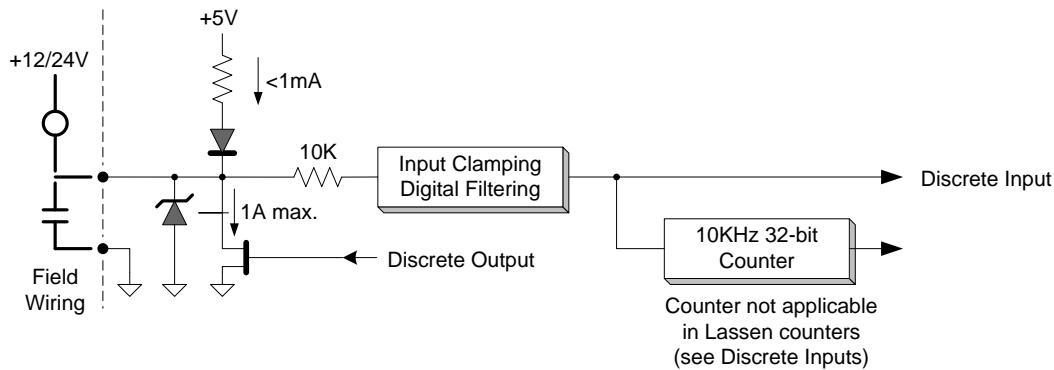 +5V
+12/24V
<1mA
10K
Input Clamping
Digital Filtering
Discrete Input
1A max.
10KHz 32-bit
Counter
Discrete Output
Field
Wiring
Counter not applicable
in Lassen counters
(see Discrete Inputs)